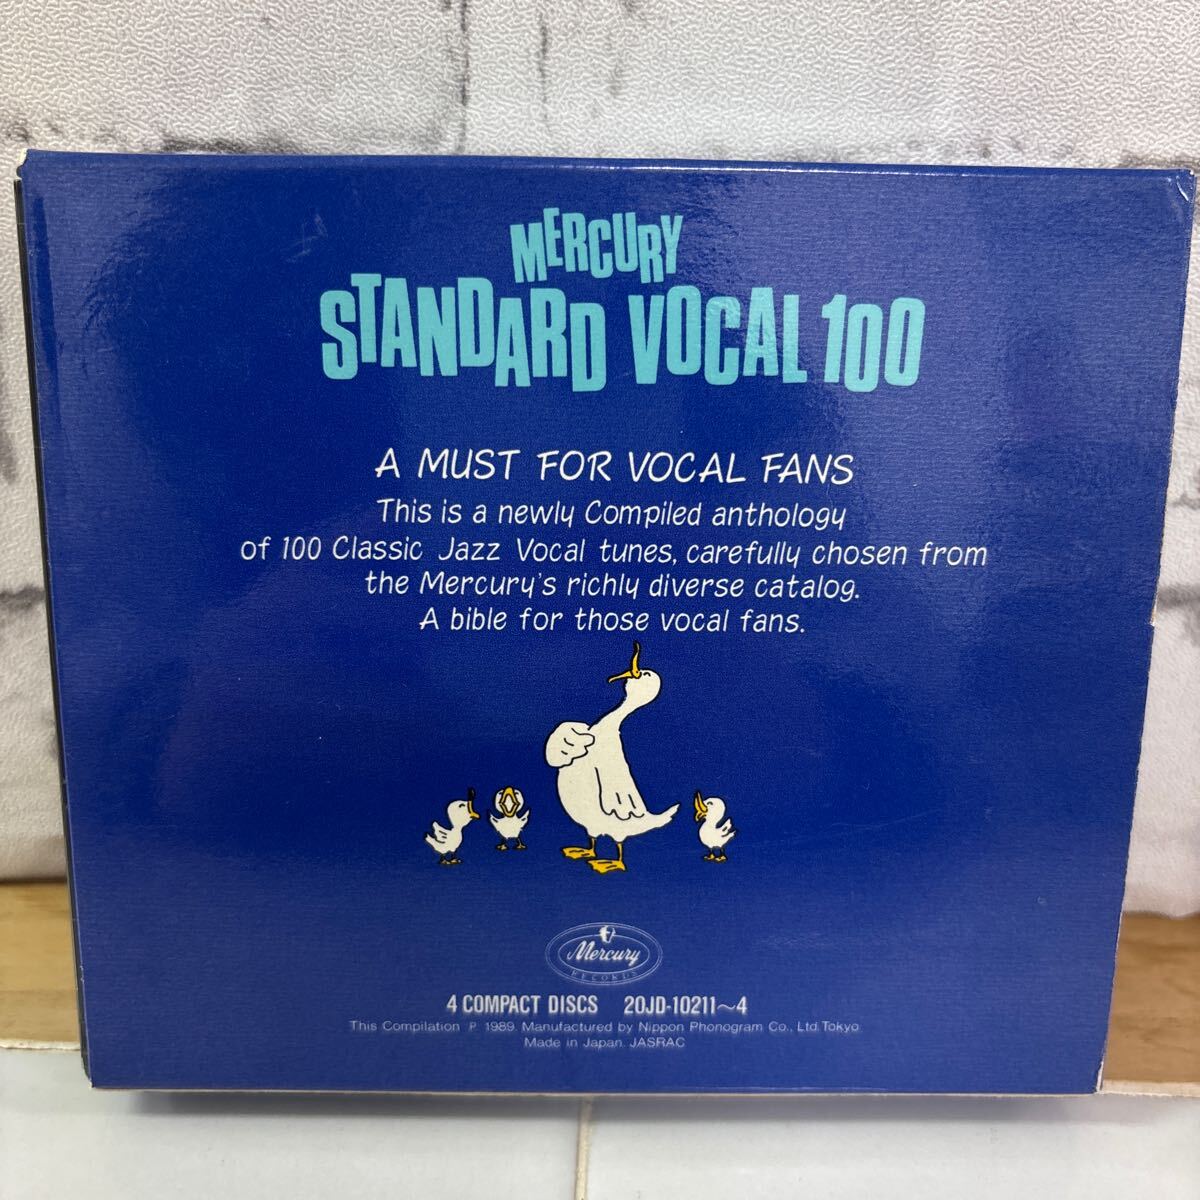 MERCURY
STANDARD VOCAL 100
A MUST FOR VOCAL FANS
This is a newly Compiled anthology
of 100 Classic Jazz Vocal tunes, carefully chosen from
the Mercury's richly diverse catalog.
A bible for those vocal fans.
Mercury
RECORDS
4 COMPACT DISCS 20JD-10211~4
This Compilation P 1989. Manufactured by Nippon Phonogram Co., Ltd. Tokyo
Made in Japan. JASRAC